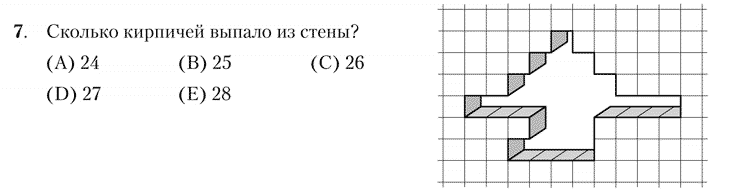 7. Сколько кирпичей выпало из стены?
(A) 24 (B) 25 (C) 26
(D) 27 (E) 28